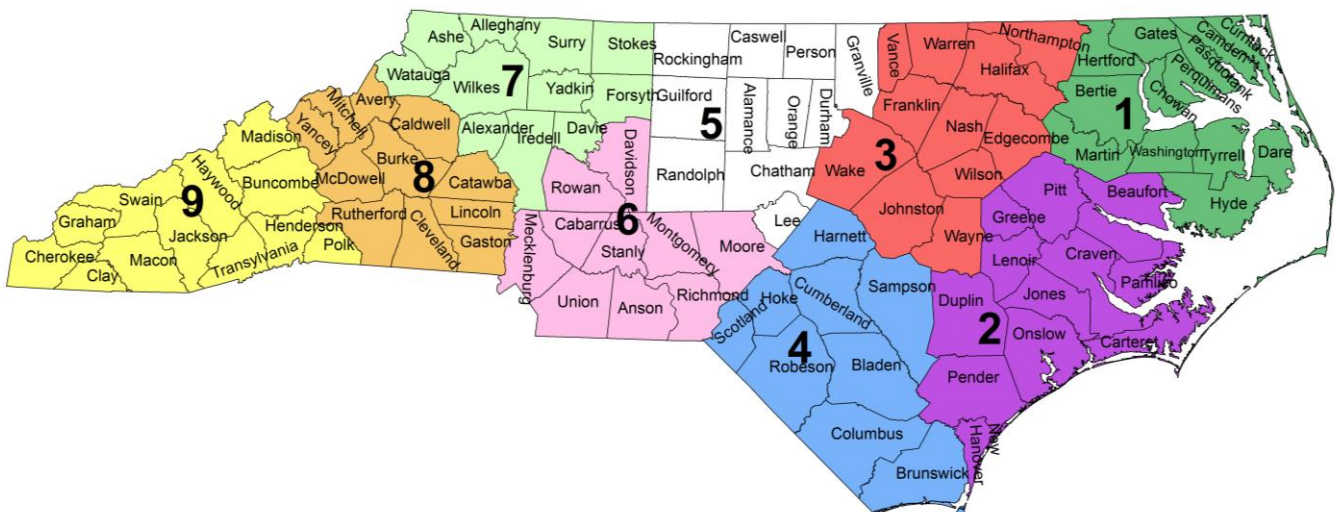 Ashe
Alleghany
Surry
Stokes
Watauga
Wilkes
7
Yadkin
Forsyth
Alexander
Iredell
Davie
Rockingham
Caswell
Person
Granville
Guilford
5
Alamance
Orange
Durham
Randolph
Chatham
Lee
Vance
Warren
Northampton
Halifax
Franklin
Nash
Edgecombe
3
Wake
Wilson
Johnston
Wayne
Gates
Hertford
Currituck
Camden
Pasquotank
Perquimans
Chowan
Bertie
1
Martin
Washington
Tyrrell
Dare
Hyde
Avery
Mitchell
Yancey
Caldwell
Burke
McDowell
8
Catawba
Rutherford
Cleveland
Lincoln
Gaston
Madison
Haywood
Buncombe
Swain
9
Graham
Jackson
Henderson
Cherokee
Clay
Macon
Transylvania
Polk
Davidson
Rowan
6
Cabarrus
Stanly
Montgomery
Moore
Mecklenburg
Union
Anson
Richmond
Harnett
Hoke
Cumberland
Sampson
Scotland
4
Robeson
Bladen
Columbus
Brunswick
Pitt
Beaufort
Greene
Lenoir
Craven
Pamlico
Duplin
Jones
2
Onslow
Carteret
Pender
New
Hanover